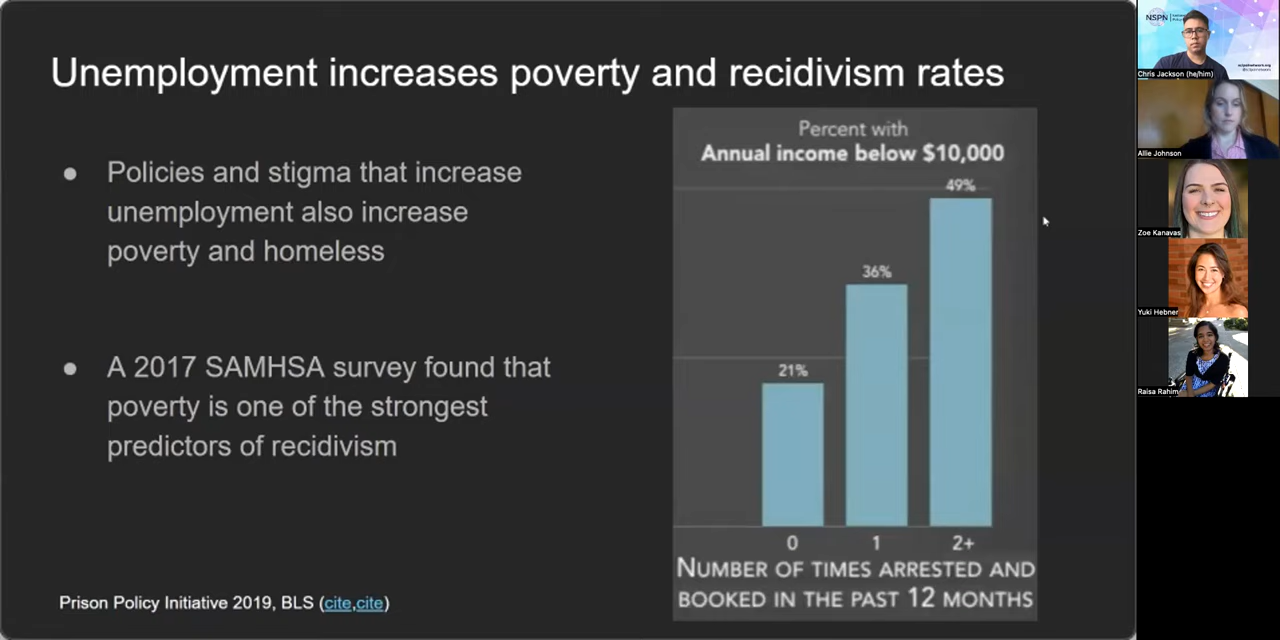 Unemployment increases poverty and recidivism rates
● Policies and stigma that increase
unemployment also increase
poverty and homeless
● A 2017 SAMHSA survey found that
poverty is one of the strongest
predictors of recidivism
Prison Policy Initiative 2019, BLS (cite,cite)
Percent with
Annual income below $10,000
49%
36%
21%
0 1 2+
NUMBER OF TIMES ARRESTED AND
BOOKED IN THE PAST 12 MONTHS
NSPN
Chris Jackson (he/him)
Allie Johnson
Zoe Kanavas
Yuki Hebner
Raisa Rahim